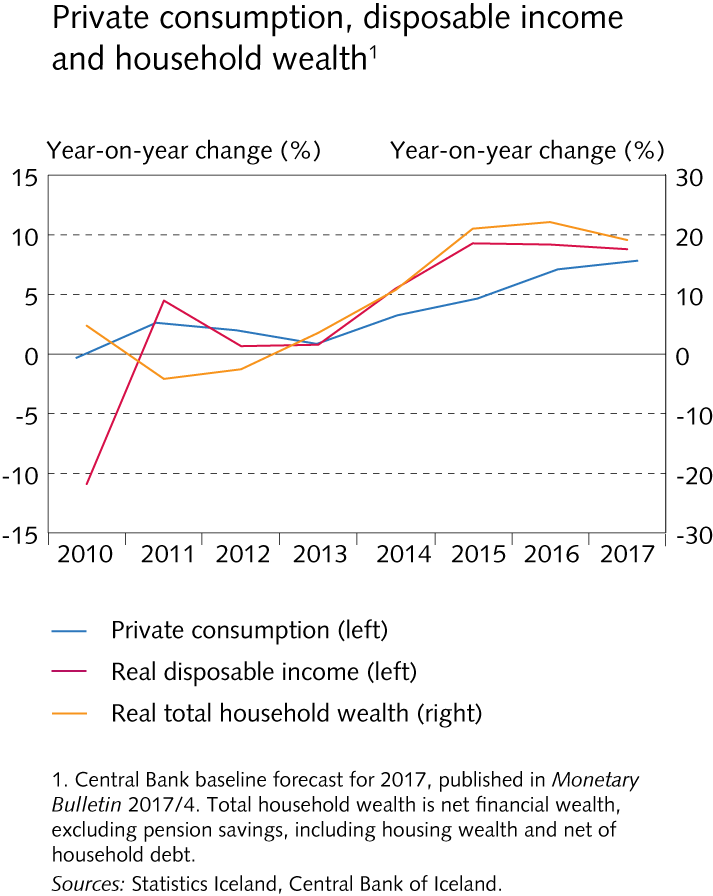 Private consumption, disposable income
and household wealth¹
Year-on-year change (%) Year-on-year change (%)
15 30
10 20
5 10
0 0
-5 -10
-10 -20
-15 -30
2010 2011 2012 2013 2014 2015 2016 2017
Private consumption (left)
Real disposable income (left)
Real total household wealth (right)
1. Central Bank baseline forecast for 2017, published in Monetary
Bulletin 2017/4. Total household wealth is net financial wealth,
excluding pension savings, including housing wealth and net of
household debt.
Sources: Statistics Iceland, Central Bank of Iceland.